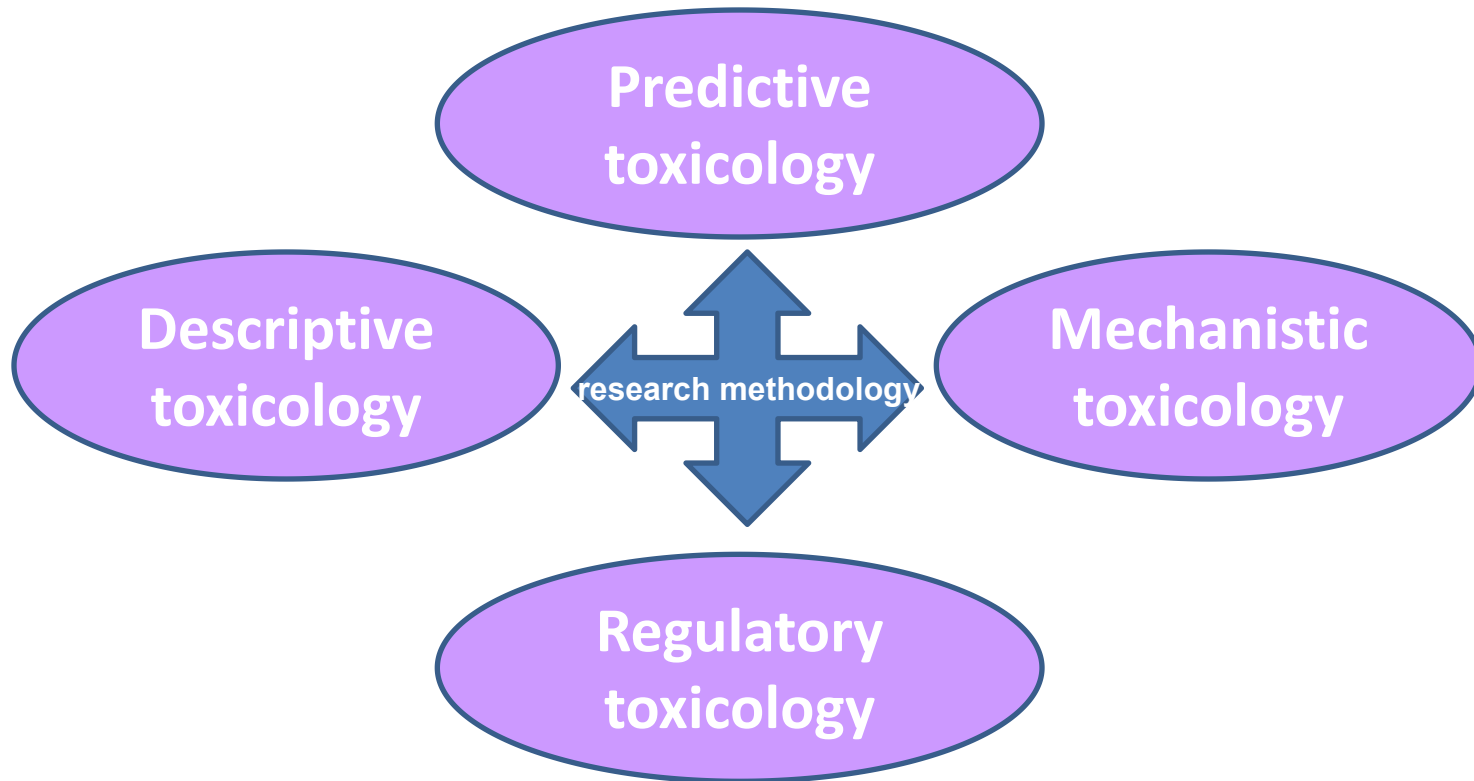 Predictive
toxicology
Descriptive
toxicology
research methodology
Mechanistic
toxicology
Regulatory
toxicology